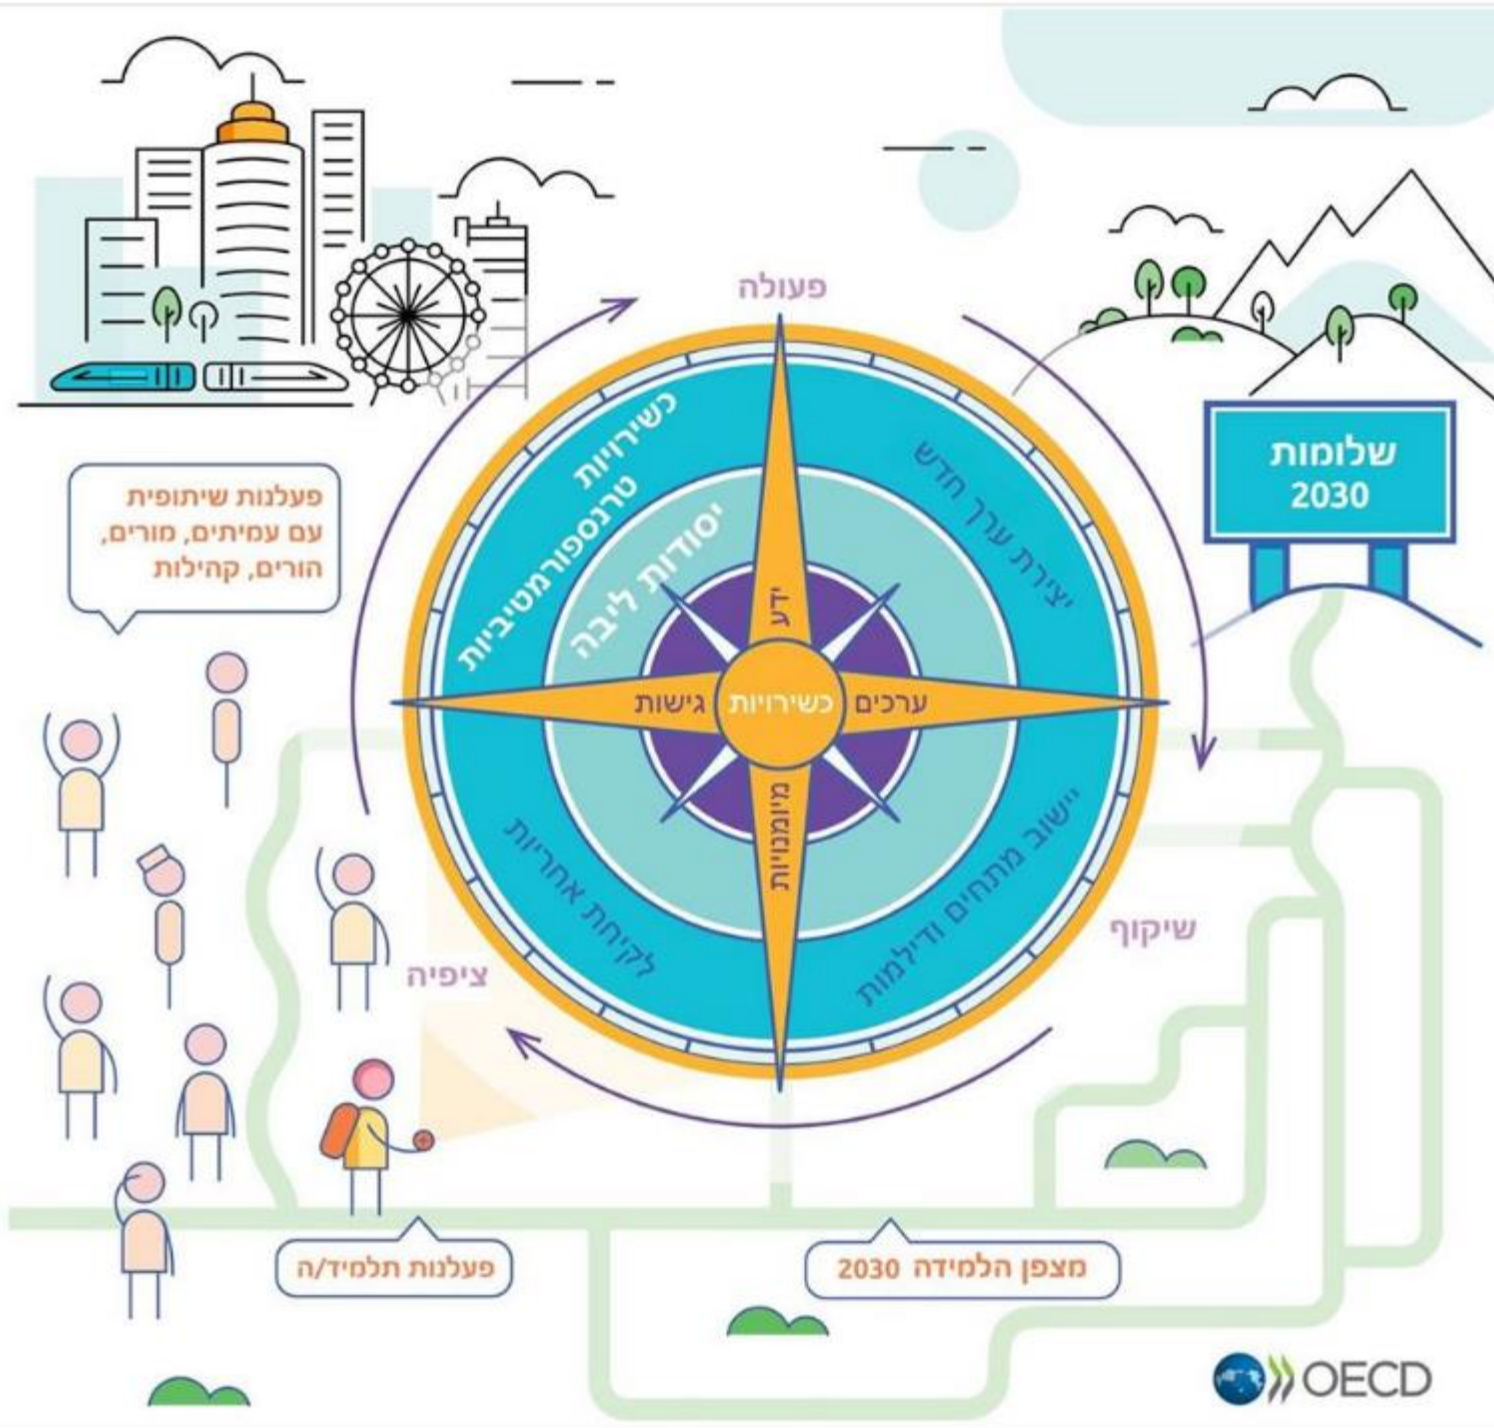 פעולה
כשירויות
טרנספורמטיביות
יסודות ליבה
יצירת ערך חדש
שלומות
2030
פעלנות שיתופית
עם עמיתים, מורים,
הורים, קהילות
ידע
ערכים
כשירויות
גישות
מיומנויות
יישוב מתחים ודילמות
לקיחת אחריות
שיקוף
ציפיה
מצפן הלמידה 2030
פעלנות תלמיד/ה
OECD